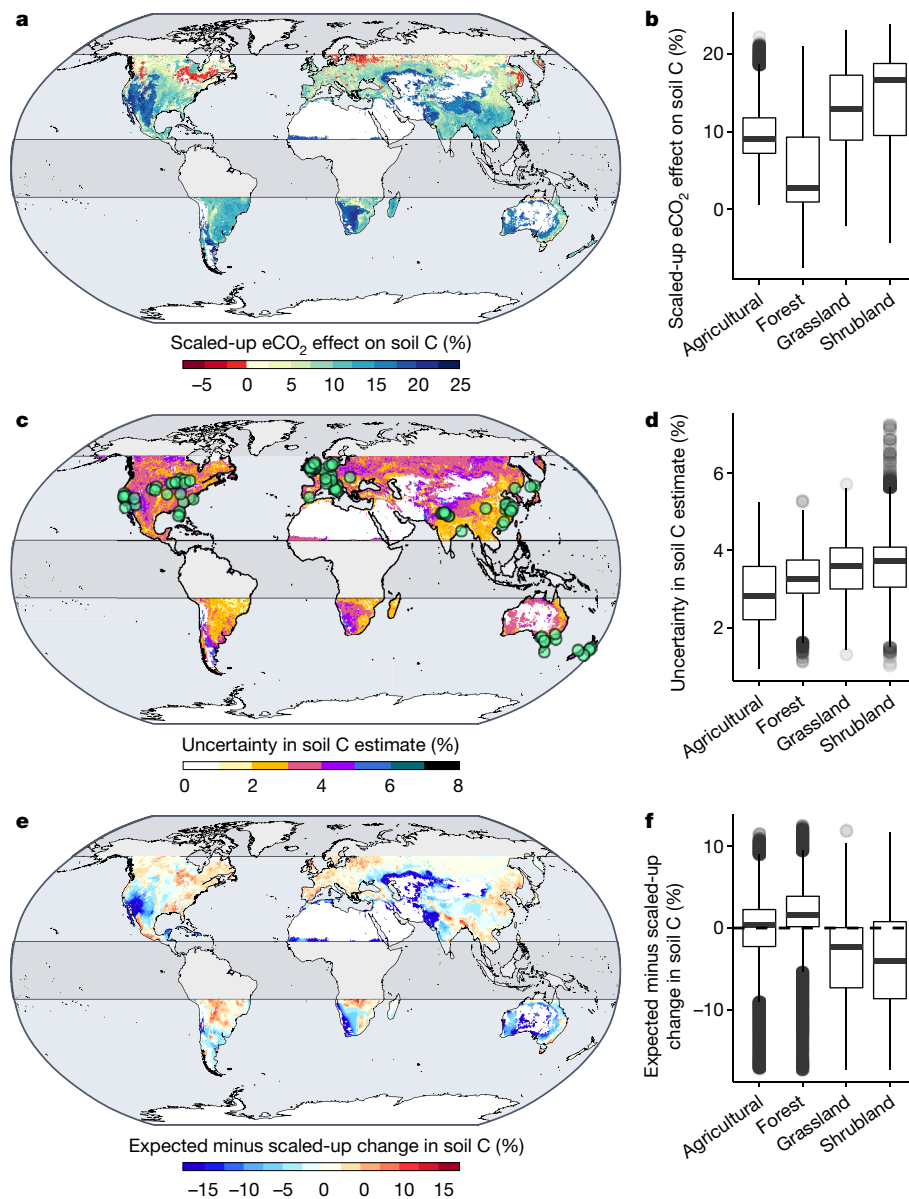 a
Scaled-up eCO₂ effect on soil C (%)
–5 0 5 10 15 20 25
b
Scaled-up eCO₂ effect on soil C (%)
20
10
0
Agricultural
Forest
Grassland
Shrubland
c
Uncertainty in soil C estimate (%)
0 2 4 6 8
d
Uncertainty in soil C estimate (%)
6
4
2
Agricultural
Forest
Grassland
Shrubland
e
Expected minus scaled-up change in soil C (%)
–15 –10 –5 0 0 5 10 15
f
Expected minus scaled-up
change in soil C (%)
10
0
–10
Agricultural
Forest
Grassland
Shrubland